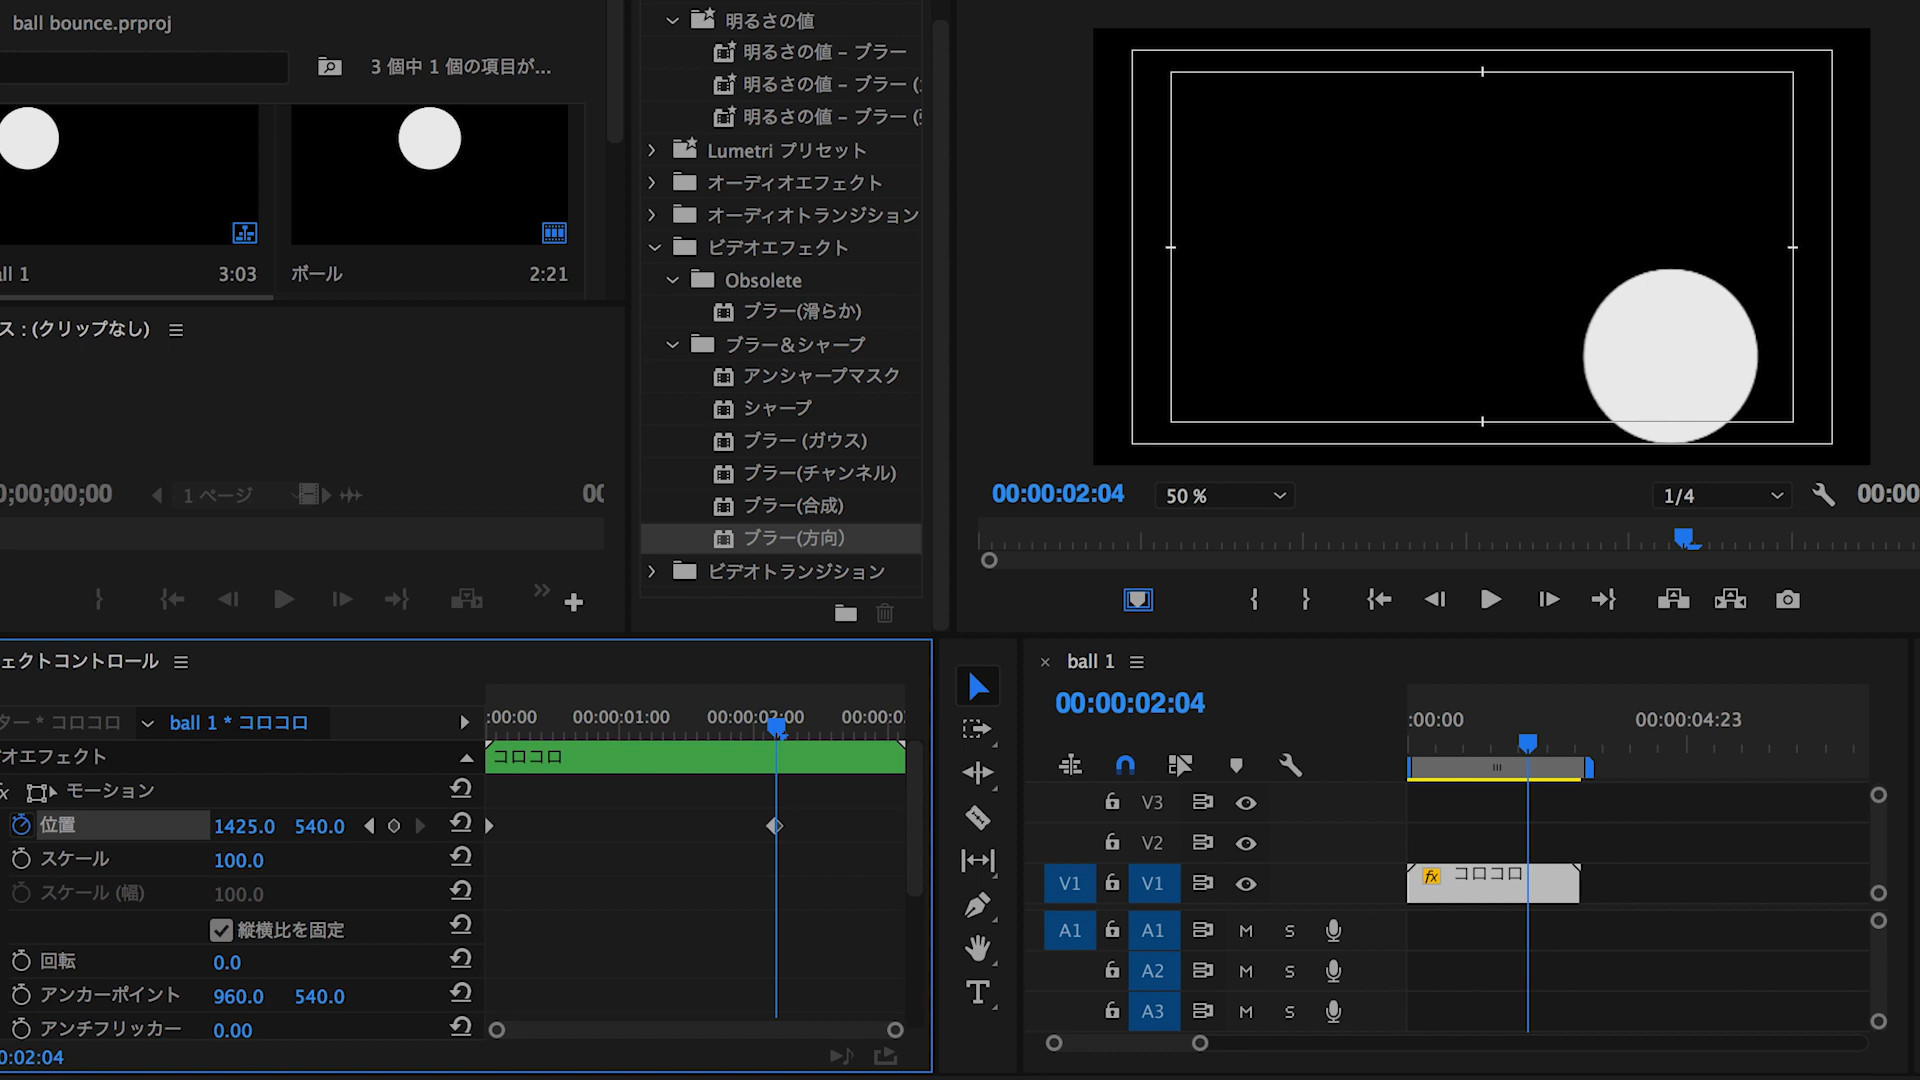 ball bounce.prproj
3 個中 1 個の項目が...
ll 1
3:03
ボール
2:21
ス : (クリップなし)
0;00;00;00
1 ページ
00
明るさの値
明るさの値 – ブラー
明るさの値 – ブラー (
明るさの値 – ブラー (
Lumetri プリセット
オーディオエフェクト
オーディオトランジション
ビデオエフェクト
Obsolete
ブラー(滑らか)
ブラー＆シャープ
アンシャープマスク
シャープ
ブラー (ガウス)
ブラー(チャンネル)
ブラー(合成)
ブラー(方向)
ビデオトランジション
00:00:02:04
50 %
1/4
00:00
ェクトコントロール
ター * コロコロ
ball 1 * コロコロ
:00:00
00:00:01:00
00:00:02:00
00:00:0
オエフェクト
コロコロ
モーション
位置
1425.0
540.0
スケール
100.0
スケール (幅)
100.0
縦横比を固定
回転
0.0
アンカーポイント
960.0
540.0
アンチフリッカー
0.00
0:02:04
T
× ball 1
00:00:02:04
:00:00
00:00:04:23
V3
V2
V1
V1
fx コロコロ
A1
A1
M
S
A2
M
S
A3
M
S